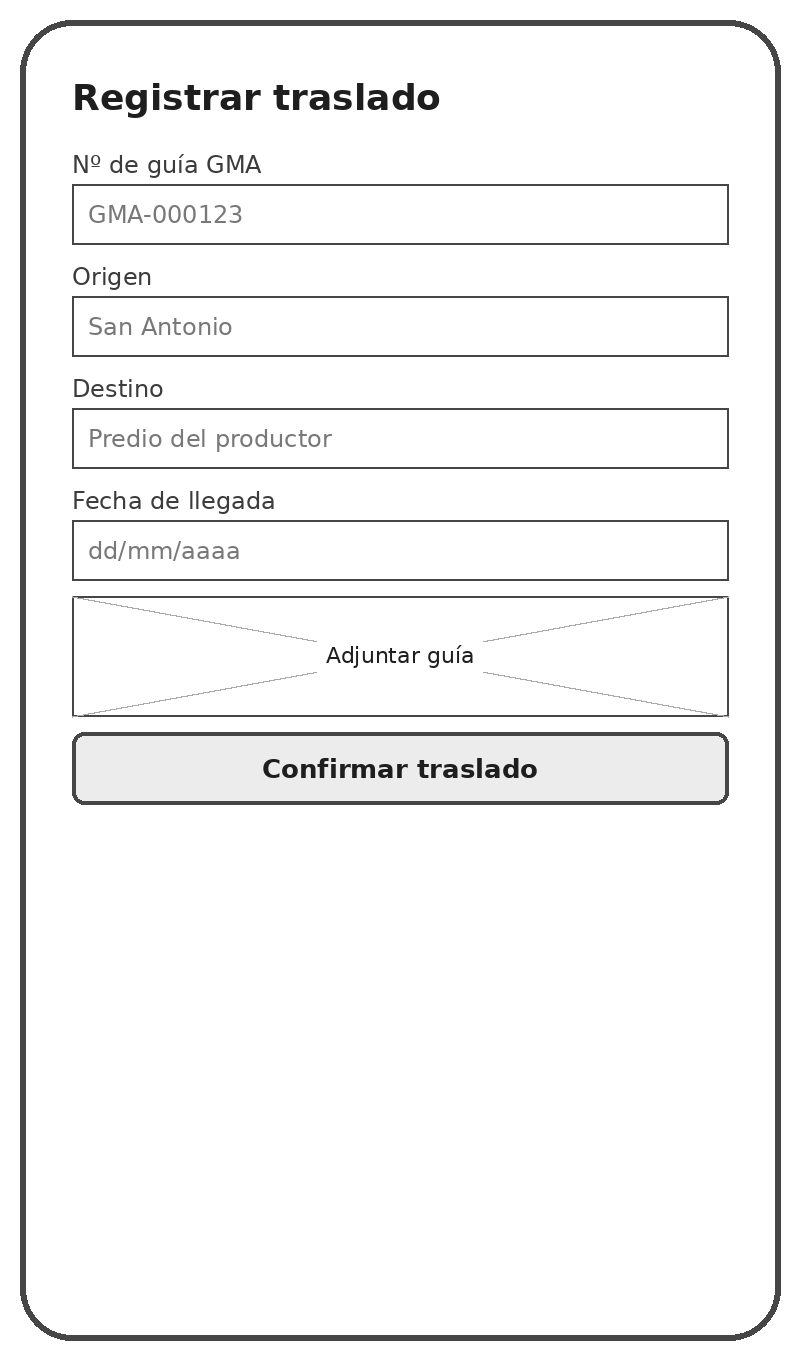 Registrar traslado
Nº de guía GMA
GMA-000123
Origen
San Antonio
Destino
Predio del productor
Fecha de llegada
dd/mm/aaaa
Adjuntar guía
Confirmar traslado